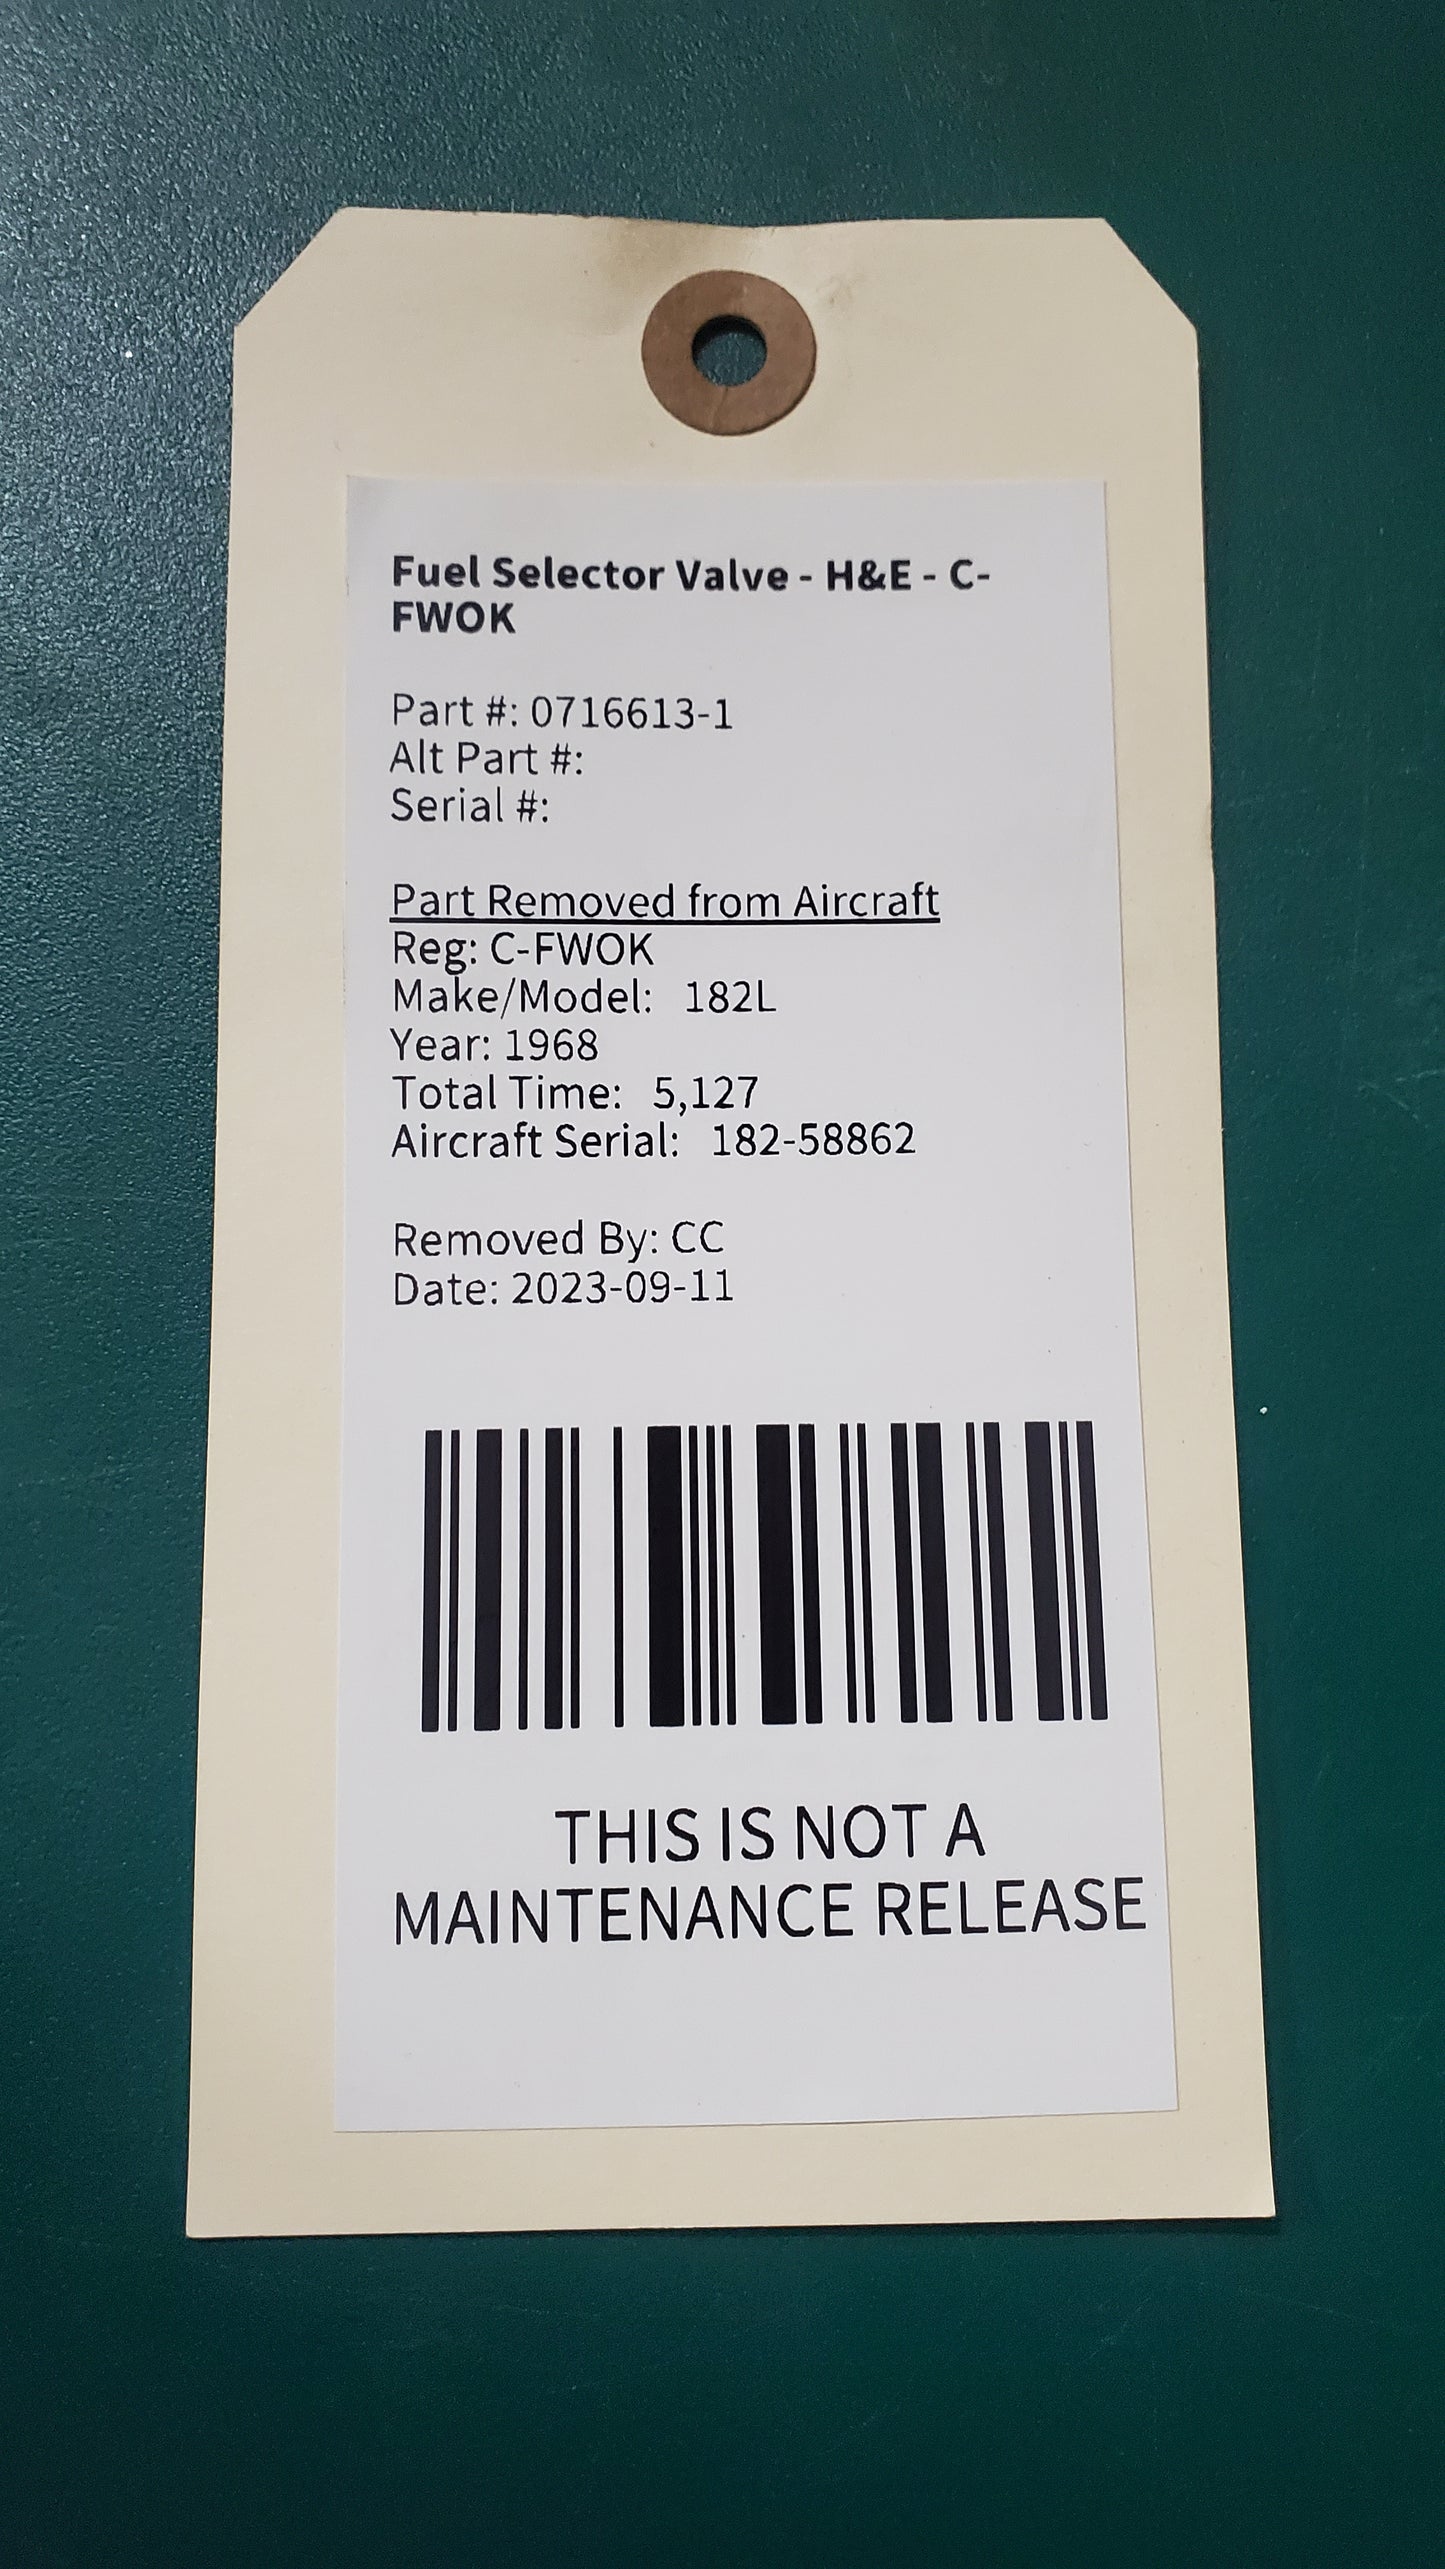 Fuel Selector Valve - H&E - C-
FWOK
Part #: 0716613-1
Alt Part #:
Serial #:
Part Removed from Aircraft
Reg: C-FWOK
Make/Model: 182L
Year: 1968
Total Time: 5,127
Aircraft Serial: 182-58862
Removed By: CC
Date: 2023-09-11
THIS IS NOT A
MAINTENANCE RELEASE